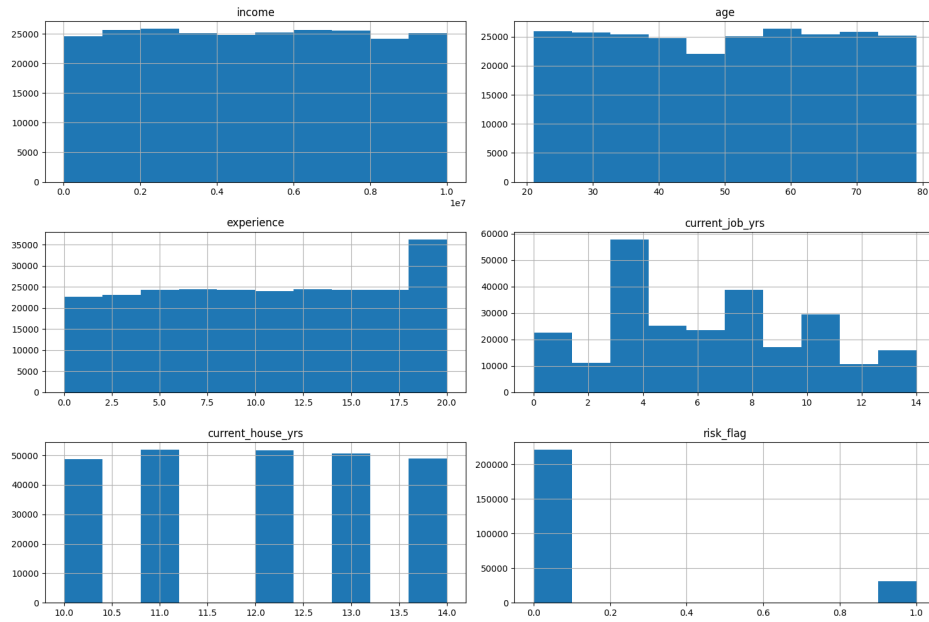 income
25000
20000
15000
10000
5000
0
0.0 0.2 0.4 0.6 0.8 1.0
1e7
age
25000
20000
15000
10000
5000
0
20 30 40 50 60 70 80
experience
35000
30000
25000
20000
15000
10000
5000
0
0.0 2.5 5.0 7.5 10.0 12.5 15.0 17.5 20.0
current_job_yrs
60000
50000
40000
30000
20000
10000
0
0 2 4 6 8 10 12 14
current_house_yrs
50000
40000
30000
20000
10000
0
10.0 10.5 11.0 11.5 12.0 12.5 13.0 13.5 14.0
risk_flag
200000
150000
100000
50000
0
0.0 0.2 0.4 0.6 0.8 1.0